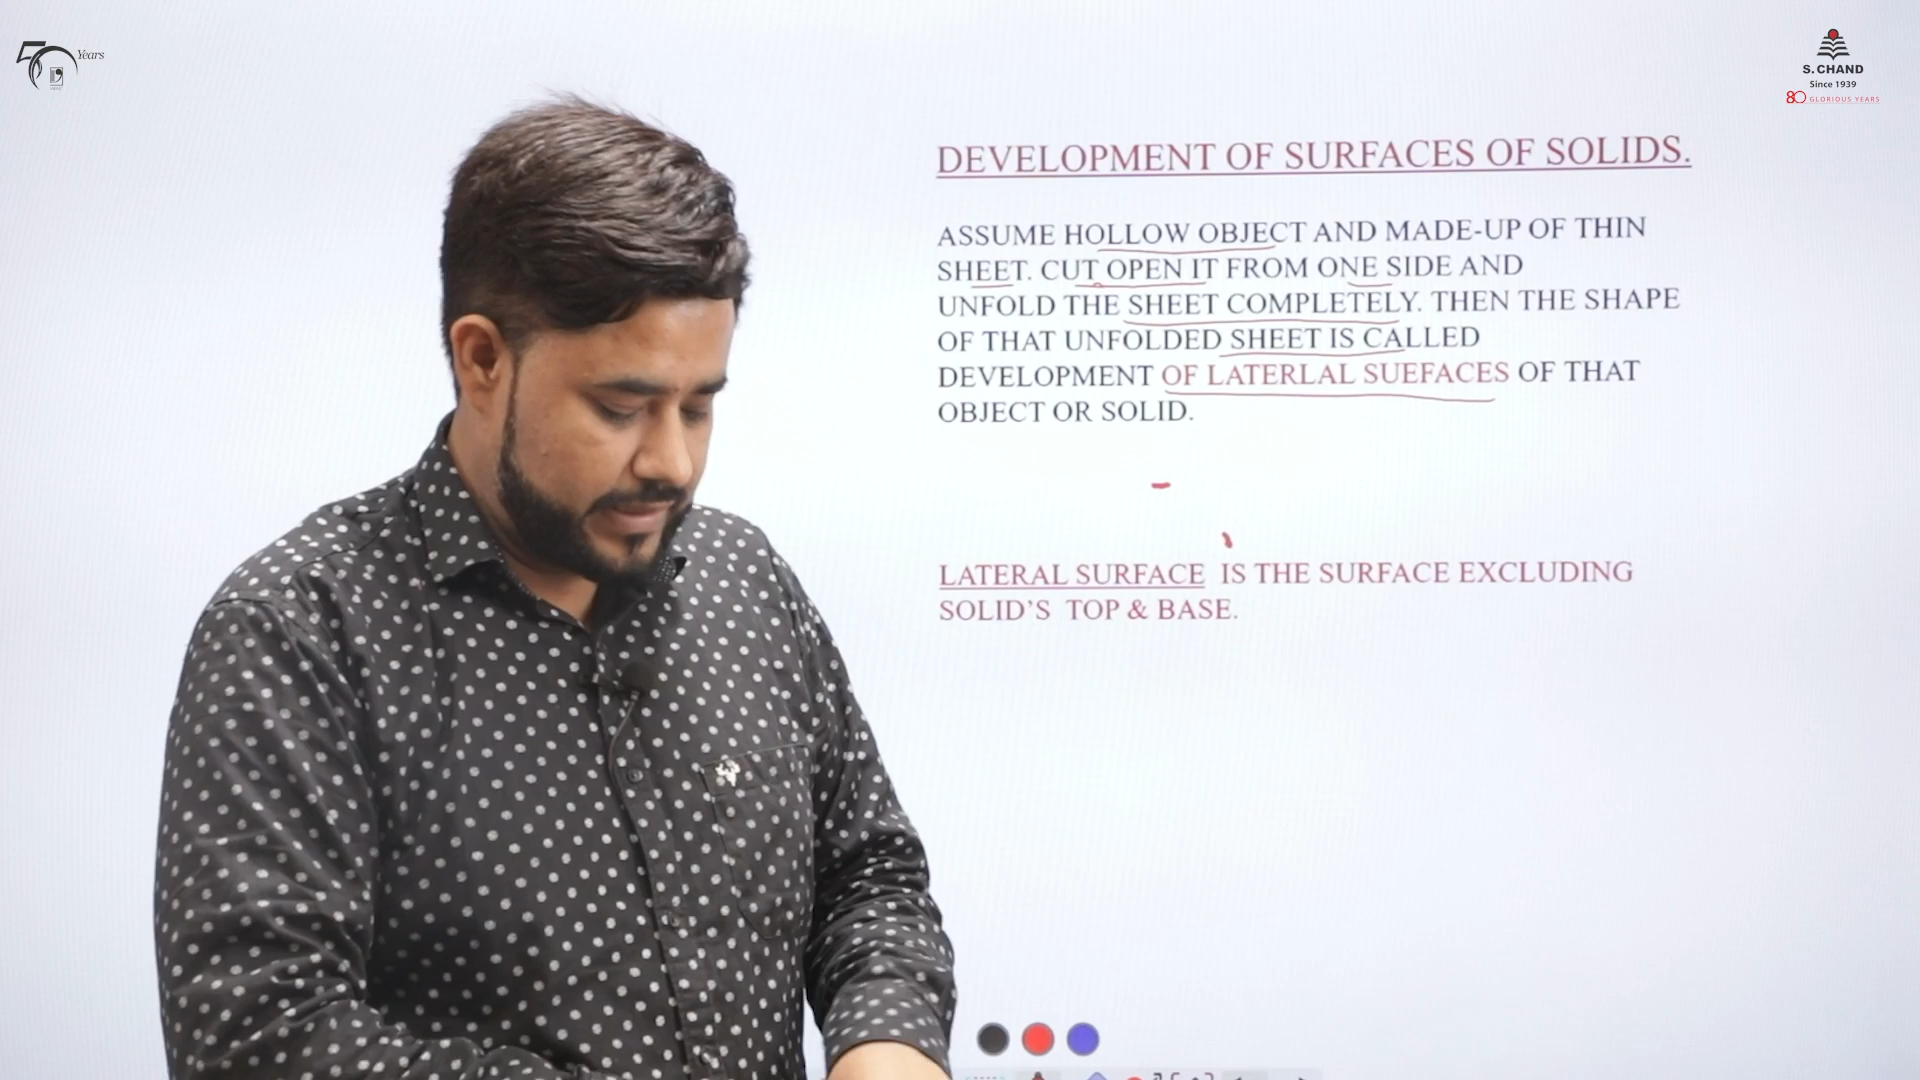 50 Years
S. CHAND
Since 1939
80 GLORIOUS YEARS
DEVELOPMENT OF SURFACES OF SOLIDS.
ASSUME HOLLOW OBJECT AND MADE-UP OF THIN
SHEET. CUT OPEN IT FROM ONE SIDE AND
UNFOLD THE SHEET COMPLETELY. THEN THE SHAPE
OF THAT UNFOLDED SHEET IS CALLED
DEVELOPMENT OF LATERLAL SUEFACES OF THAT
OBJECT OR SOLID.
LATERAL SURFACE IS THE SURFACE EXCLUDING
SOLID'S TOP & BASE.